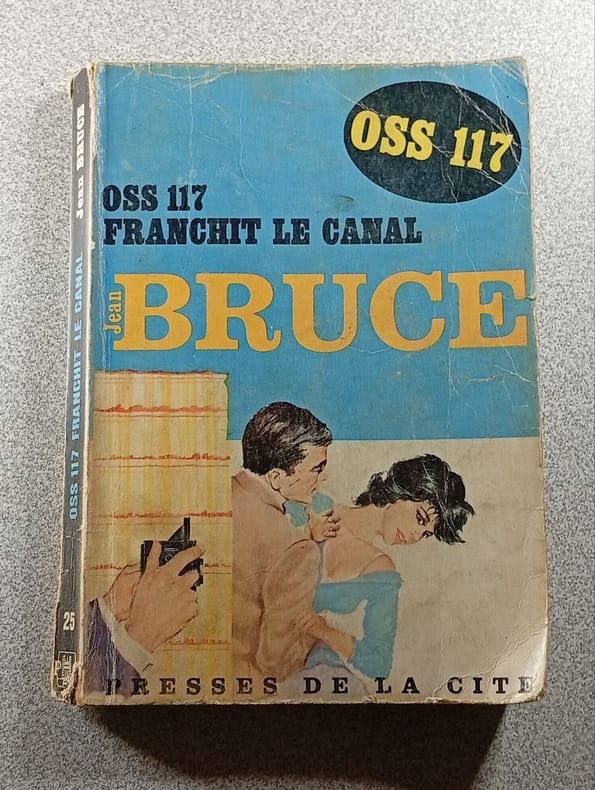 OSS 117
OSS 117
FRANCHIT LE CANAL
Jean
BRUCE
PRESSES DE LA CITÉ
OSS 117 FRANCHIT LE CANAL Jean BRUCE
25